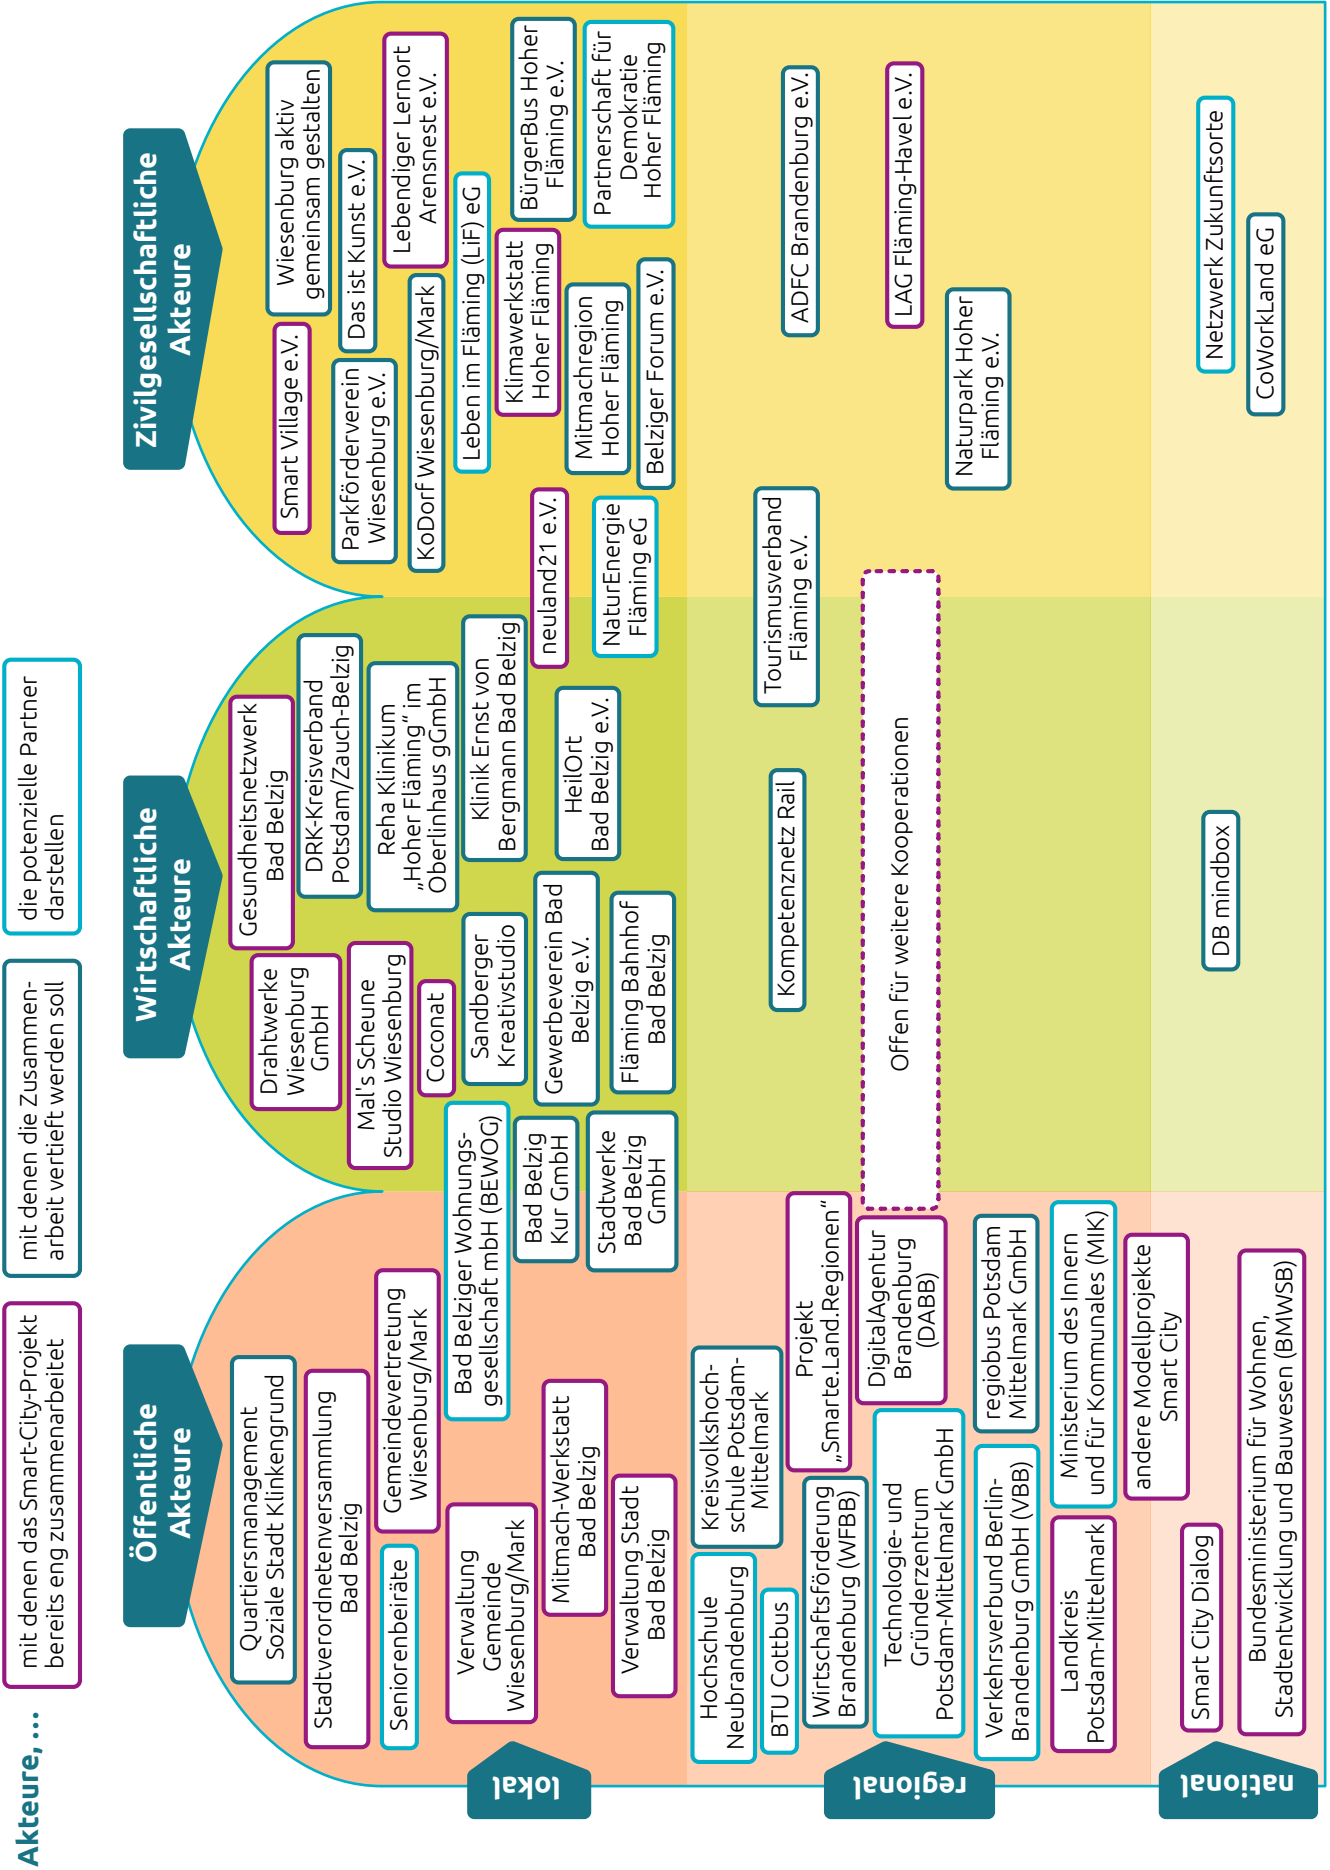 Akteure, ...
mit denen das Smart-City-Projekt
bereits eng zusammenarbeitet
mit denen die Zusammen-
arbeit vertieft werden soll
die potenzielle Partner
darstellen
Öffentliche
Akteure
Wirtschaftliche
Akteure
Zivilgesellschaftliche
Akteure
lokal
Quartiersmanagement
Soziale Stadt Klinkengrund
Stadtverordnetenversammlung
Bad Belzig
Seniorenbeiräte
Gemeindevertretung
Wiesenburg/Mark
Verwaltung
Gemeinde
Wiesenburg/Mark
Bad Belziger Wohnungs-
gesellschaft mbH (BEWOG)
Mitmach-Werkstatt
Bad Belzig
Bad Belzig
Kur GmbH
Verwaltung Stadt
Bad Belzig
Stadtwerke
Bad Belzig
GmbH
Gesundheitsnetzwerk
Bad Belzig
Drahtwerke
Wiesenburg
GmbH
DRK-Kreisverband
Potsdam/Zauch-Belzig
Mal's Scheune
Studio Wiesenburg
Reha Klinikum
„Hoher Fläming“ im
Oberlinhaus gGmbH
Coconat
Sandberger
Kreativstudio
Klinik Ernst von
Bergmann Bad Belzig
Gewerbeverein Bad
Belzig e.V.
HeilOrt
Bad Belzig e.V.
Fläming Bahnhof
Bad Belzig
neuland21 e.V.
NaturEnergie
Fläming eG
Smart Village e.V.
Wiesenburg aktiv
gemeinsam gestalten
Parkförderverein
Wiesenburg e.V.
Das ist Kunst e.V.
KoDorf Wiesenburg/Mark
Lebendiger Lernort
Arensnest e.V.
Leben im Fläming (LiF) eG
Klimawerkstatt
Hoher Fläming
BürgerBus Hoher
Fläming e.V.
Mitmachregion
Hoher Fläming
Partnerschaft für
Demokratie
Hoher Fläming
Belziger Forum e.V.
regional
Hochschule
Neubrandenburg
Kreisvolkshoch-
schule Potsdam-
Mittelmark
BTU Cottbus
Projekt
„Smarte.Land.Regionen“
Wirtschaftsförderung
Brandenburg (WFBB)
DigitalAgentur
Brandenburg
(DABB)
Technologie- und
Gründerzentrum
Potsdam-Mittelmark GmbH
Verkehrsverbund Berlin-
Brandenburg GmbH (VBB)
regiobus Potsdam
Mittelmark GmbH
Landkreis
Potsdam-Mittelmark
Ministerium des Innern
und für Kommunales (MIK)
Kompetenznetz Rail
Tourismusverband
Fläming e.V.
Offen für weitere Kooperationen
ADFC Brandenburg e.V.
LAG Fläming-Havel e.V.
Naturpark Hoher
Fläming e.V.
national
andere Modellprojekte
Smart City
Smart City Dialog
Bundesministerium für Wohnen,
Stadtentwicklung und Bauwesen (BMWSB)
DB mindbox
Netzwerk Zukunftsorte
CoWorkLand eG